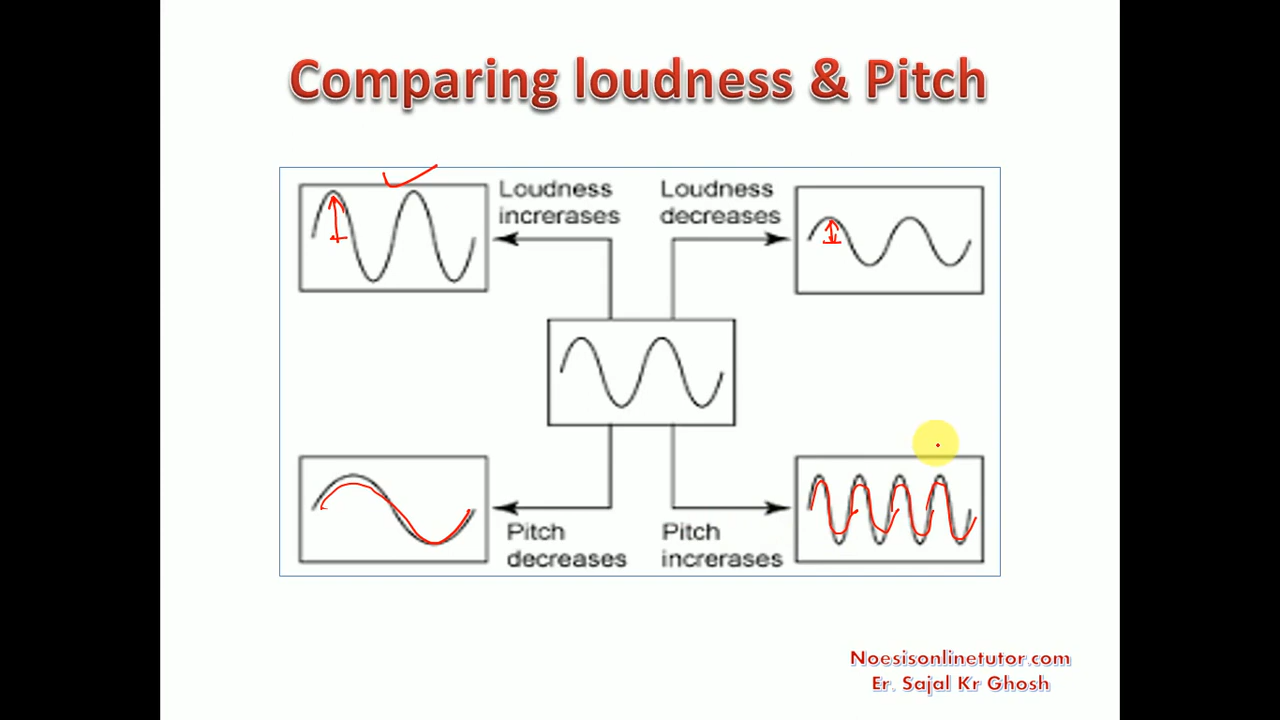 Comparing loudness & Pitch
Loudness
increrases
Loudness
decreases
Pitch
decreases
Pitch
increrases
Noesisonlinetutor.com
Er. Sajal Kr Ghosh